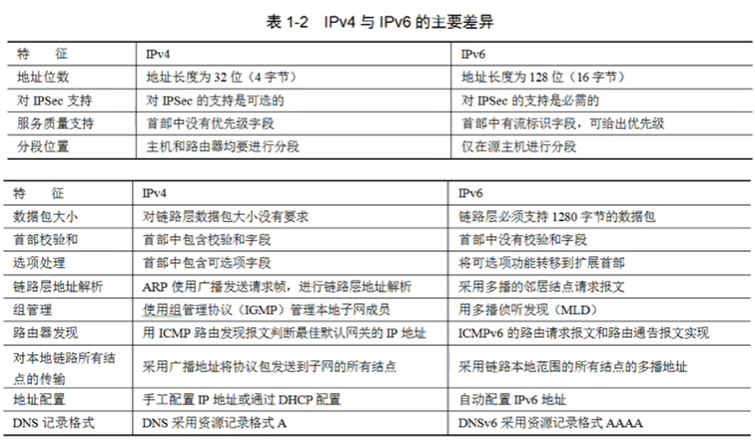 表 1-2 IPv4 与 IPv6 的主要差异
特 征 IPv4 IPv6
地址位数 地址长度为 32 位（4 字节） 地址长度为 128 位（16 字节）
对 IPSec 支持 对 IPSec 的支持是可选的 对 IPSec 的支持是必需的
服务质量支持 首部中没有优先级字段 首部中有流标识字段，可给出优先级
分段位置 主机和路由器均要进行分段 仅在源主机进行分段
特 征 IPv4 IPv6
数据包大小 对链路层数据包大小没有要求 链路层必须支持 1280 字节的数据包
首部校验和 首部中包含校验和字段 首部中没有校验和字段
选项处理 首部中包含可选项字段 将可选项功能转移到扩展首部
链路层地址解析 ARP 使用广播发送请求帧，进行链路层地址解析 采用多播的邻居结点请求报文
组管理 使用组管理协议（IGMP）管理本地子网成员 用多播侦听发现（MLD）
路由器发现 用 ICMP 路由发现报文判断最佳默认网关的 IP 地址 ICMPv6 的路由请求报文和路由通告报文实现
对本地链路所有结
点的传输 采用广播地址将协议包发送到子网的所有结点 采用链路本地范围的所有结点的多播地址
地址配置 手工配置 IP 地址或通过 DHCP 配置 自动配置 IPv6 地址
DNS 记录格式 DNS 采用资源记录格式 A DNSv6 采用资源记录格式 AAAA